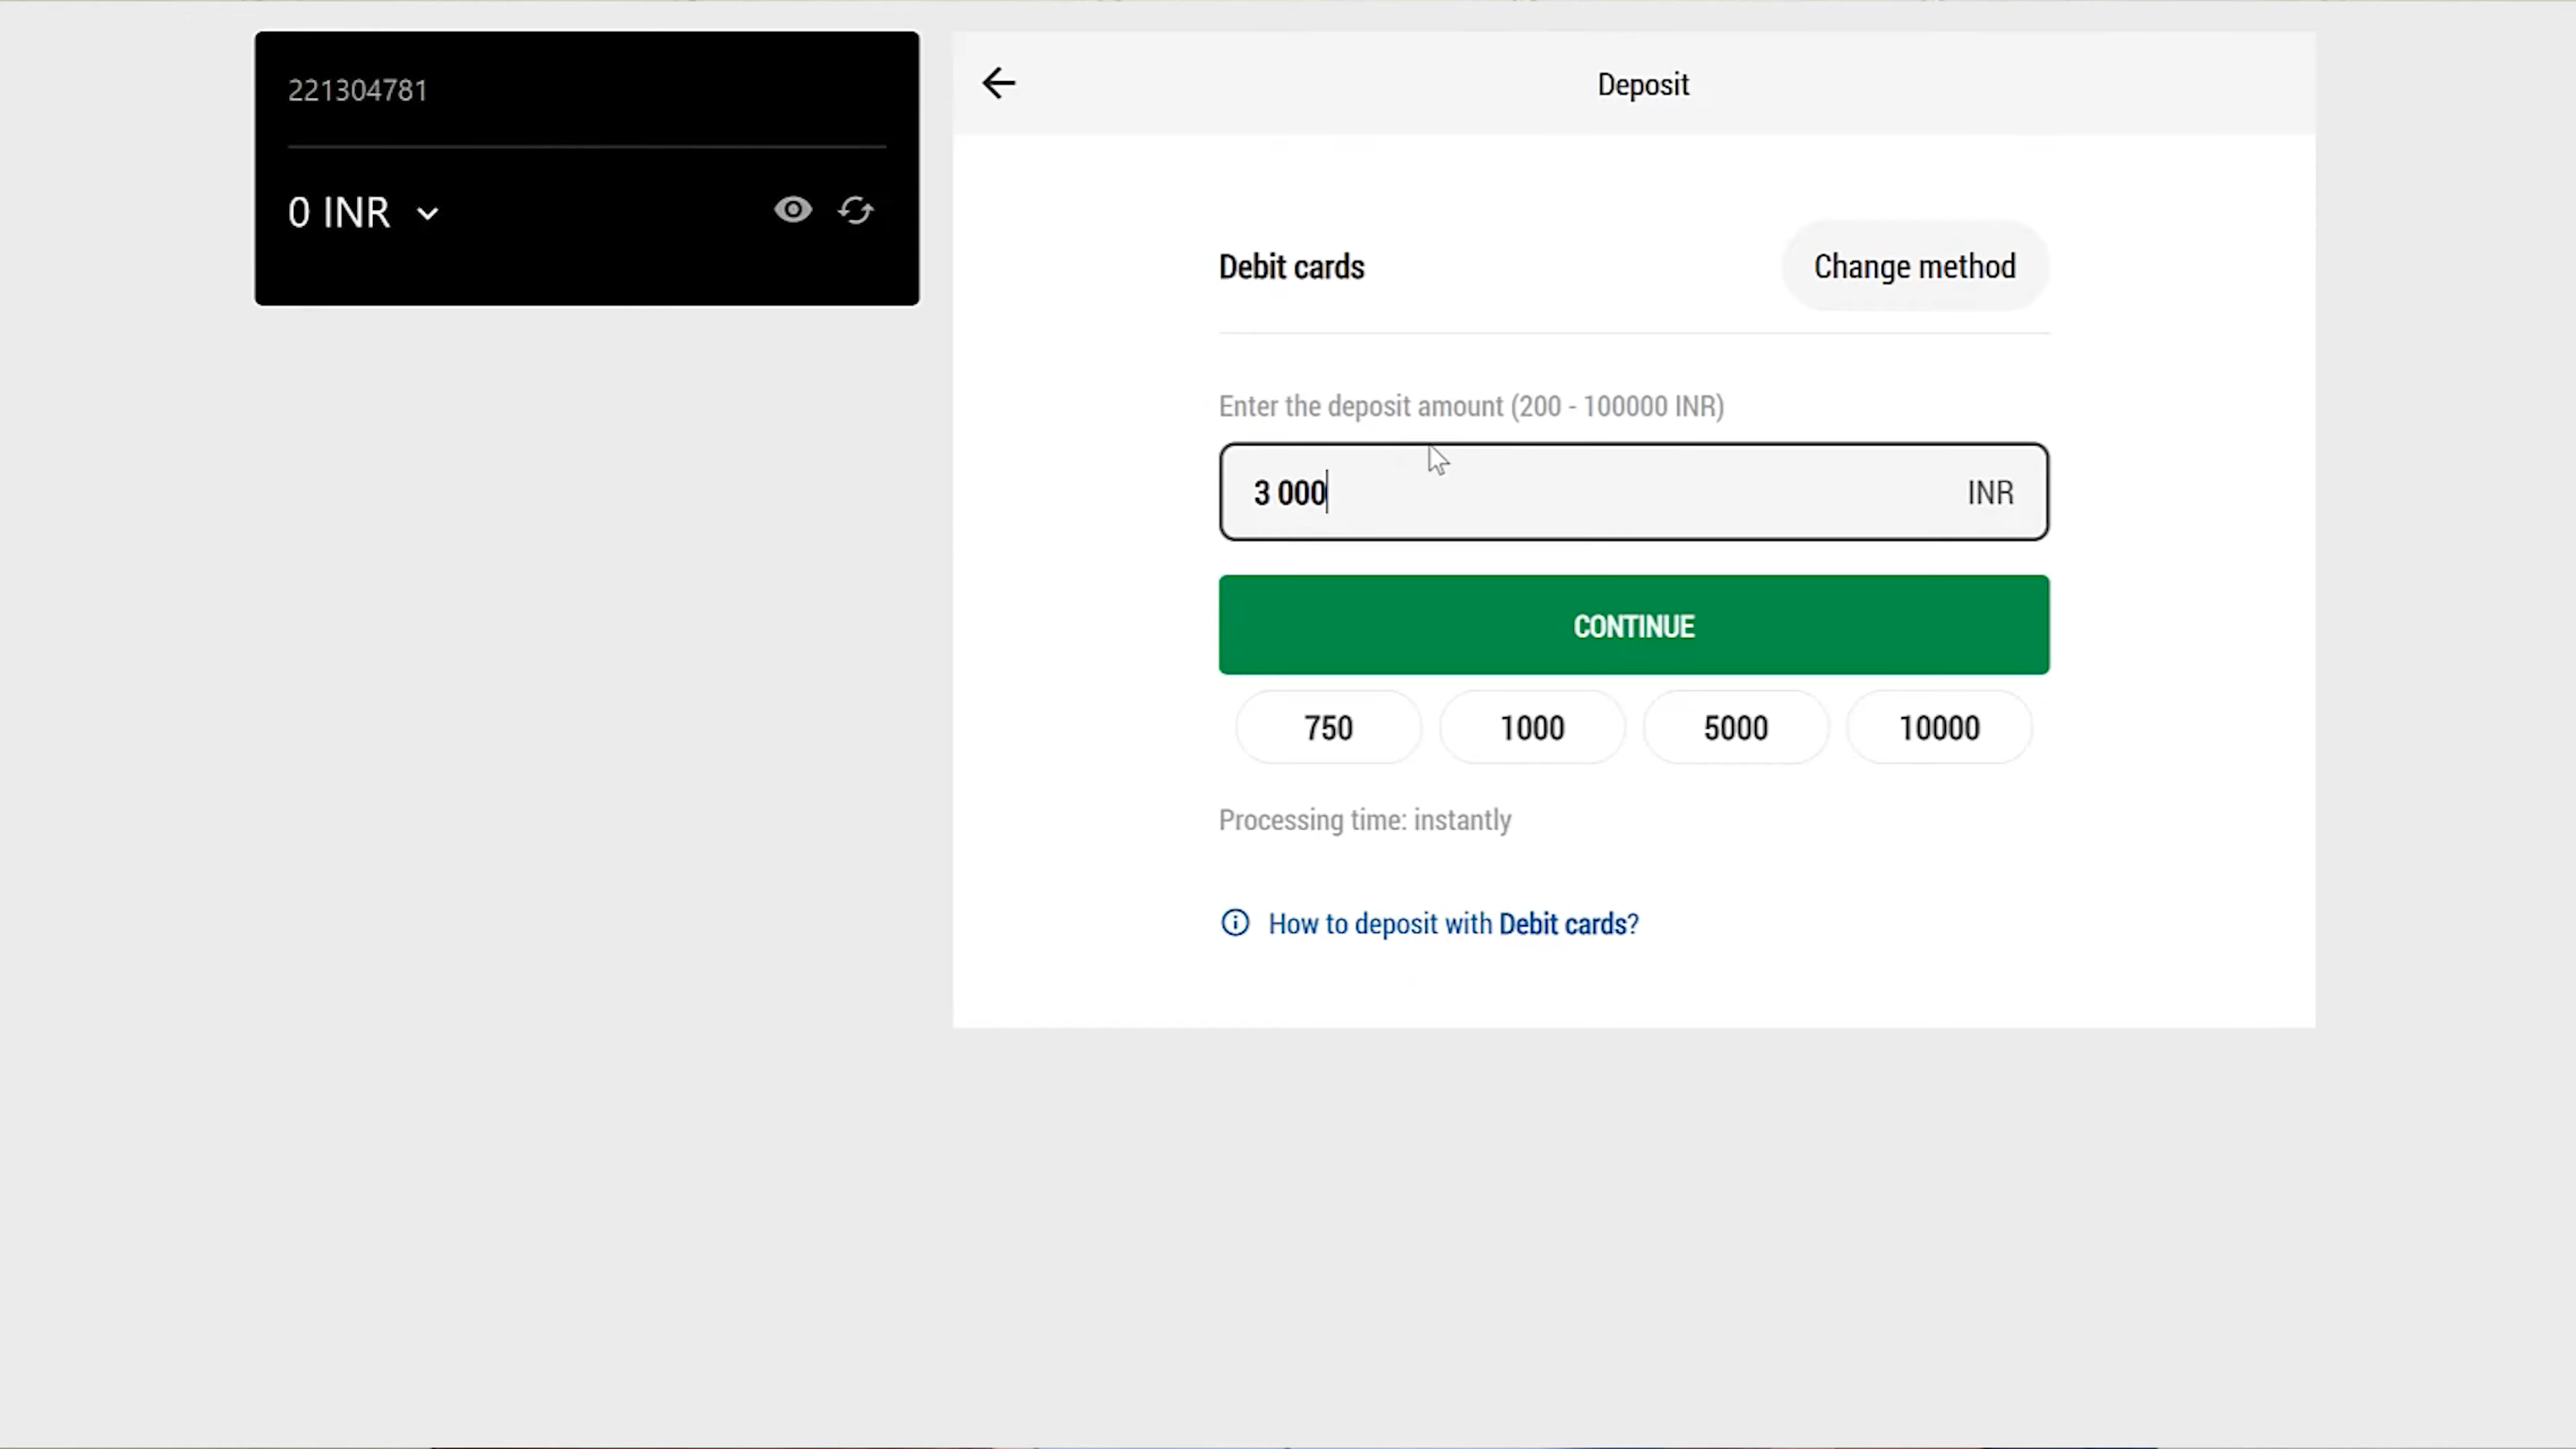 221304781
0 INR
Deposit
Debit cards
Change method
Enter the deposit amount (200 - 100000 INR)
3 000
INR
CONTINUE
750
1000
5000
10000
Processing time: instantly
How to deposit with Debit cards?